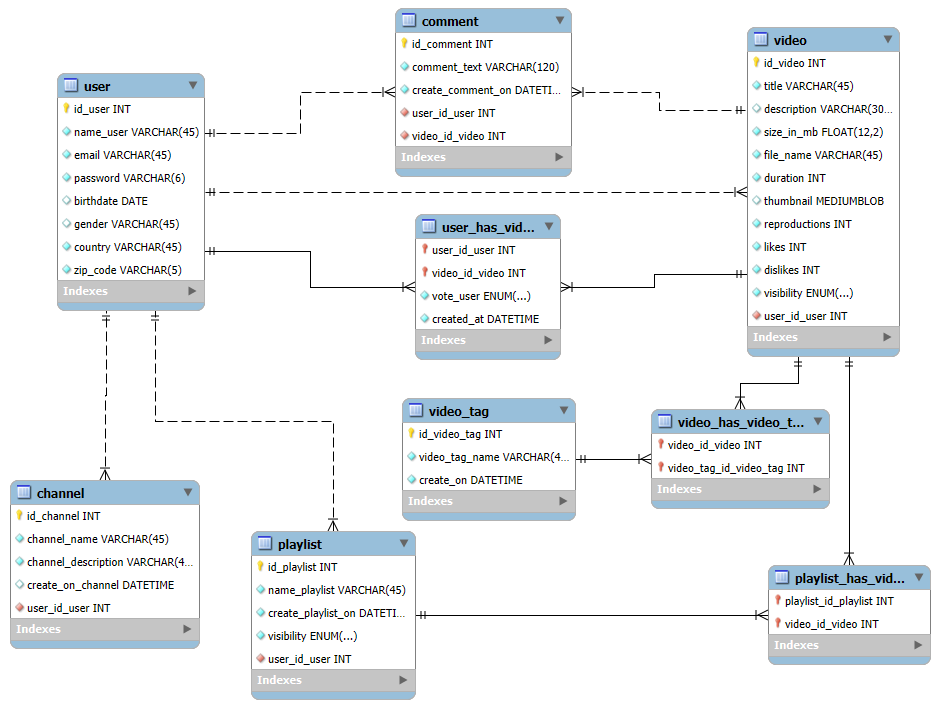 comment
id_comment INT
comment_text VARCHAR(120)
create_comment_on DATETI...
user_id_user INT
video_id_video INT
Indexes
video
id_video INT
title VARCHAR(45)
description VARCHAR(30...
size_in_mb FLOAT(12,2)
file_name VARCHAR(45)
duration INT
thumbnail MEDIUMBLOB
reproductions INT
likes INT
dislikes INT
visibility ENUM(...)
user_id_user INT
Indexes
user
id_user INT
name_user VARCHAR(45)
email VARCHAR(45)
password VARCHAR(6)
birthdate DATE
gender VARCHAR(45)
country VARCHAR(45)
zip_code VARCHAR(5)
Indexes
user_has_vid...
user_id_user INT
video_id_video INT
vote_user ENUM(...)
created_at DATETIME
Indexes
video_tag
id_video_tag INT
video_tag_name VARCHAR(4...
create_on DATETIME
Indexes
video_has_video_t...
video_id_video INT
video_tag_id_video_tag INT
Indexes
channel
id_channel INT
channel_name VARCHAR(45)
channel_description VARCHAR(4...
create_on_channel DATETIME
user_id_user INT
Indexes
playlist
id_playlist INT
name_playlist VARCHAR(45)
create_playlist_on DATETI...
visibility ENUM(...)
user_id_user INT
Indexes
playlist_has_vid...
playlist_id_playlist INT
video_id_video INT
Indexes